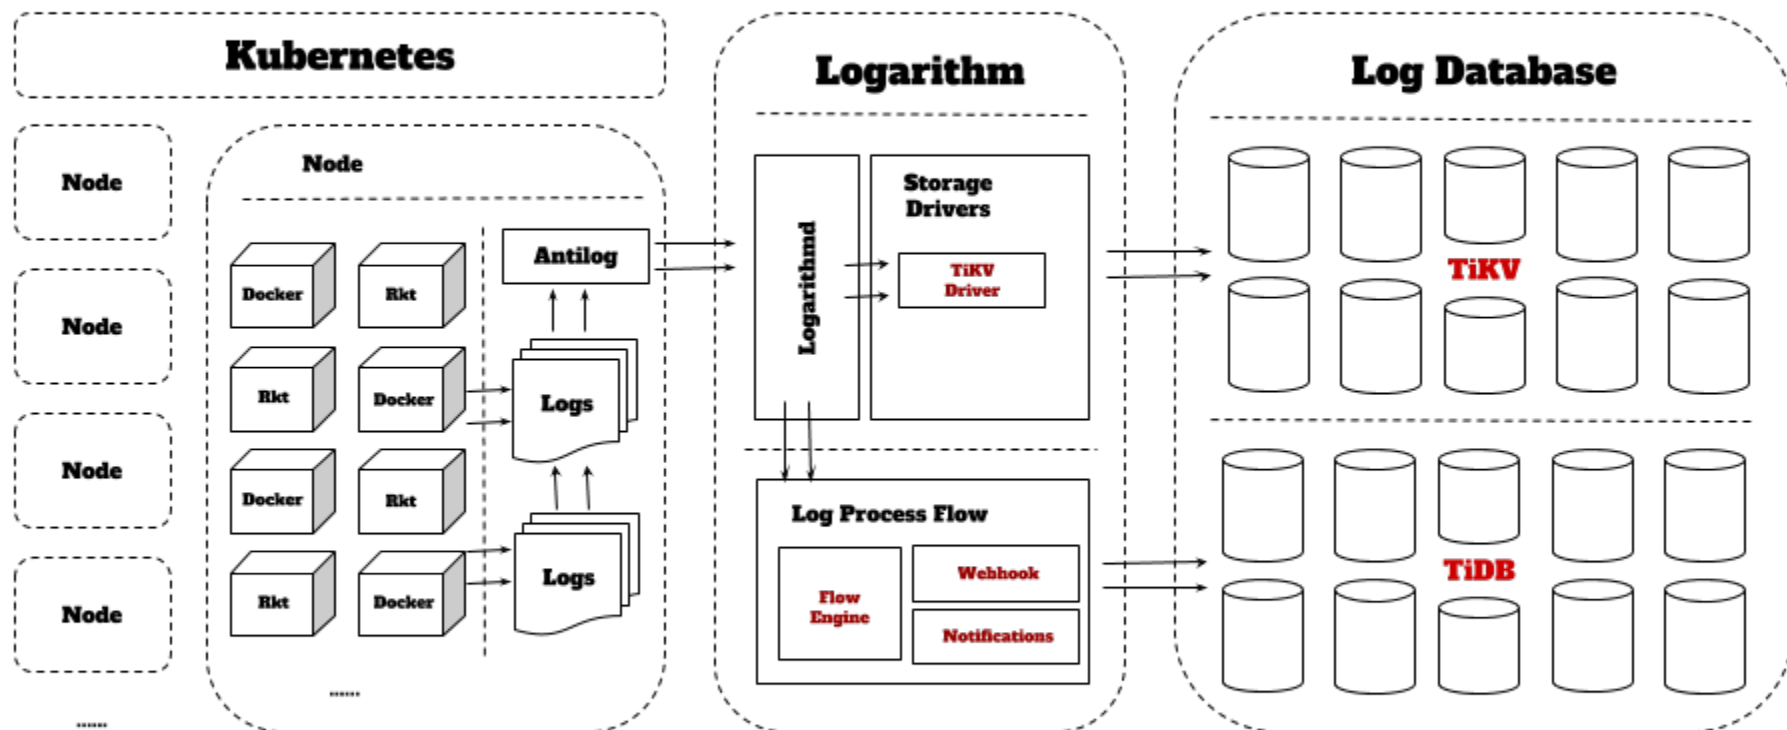 Kubernetes
Node
Node
Node
Node
......
Node
Docker
Rkt
Rkt
Docker
Docker
Rkt
Rkt
Docker
......
Antilog
Logs
Logs
Logarithm
Logarithmd
Storage
Drivers
TiKV
Driver
Log Process Flow
Flow
Engine
Webhook
Notifications
Log Database
TiKV
TiDB